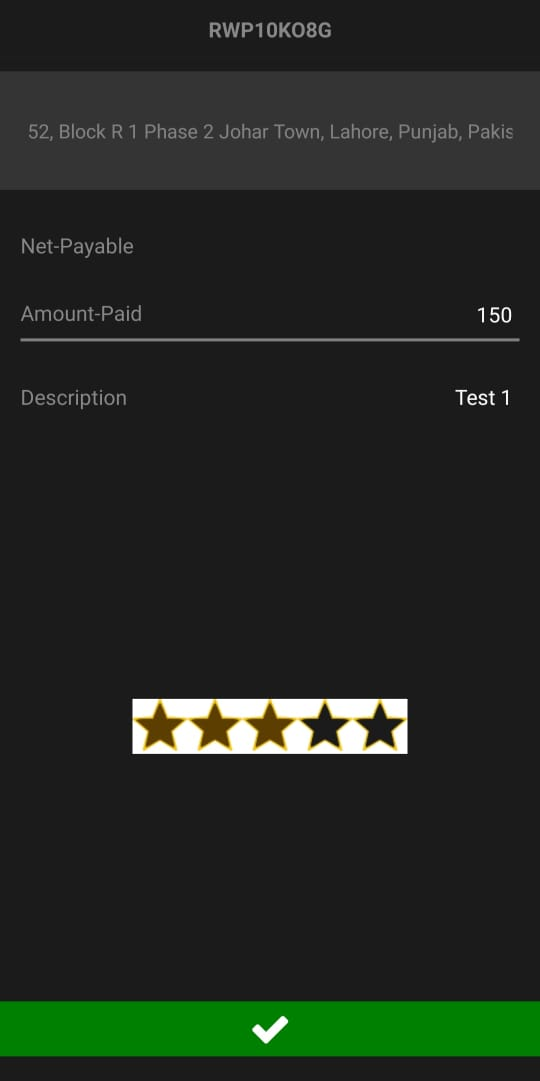 RWP10KO8G
52, Block R 1 Phase 2 Johar Town, Lahore, Punjab, Pakis
Net-Payable
Amount-Paid 150
Description Test 1